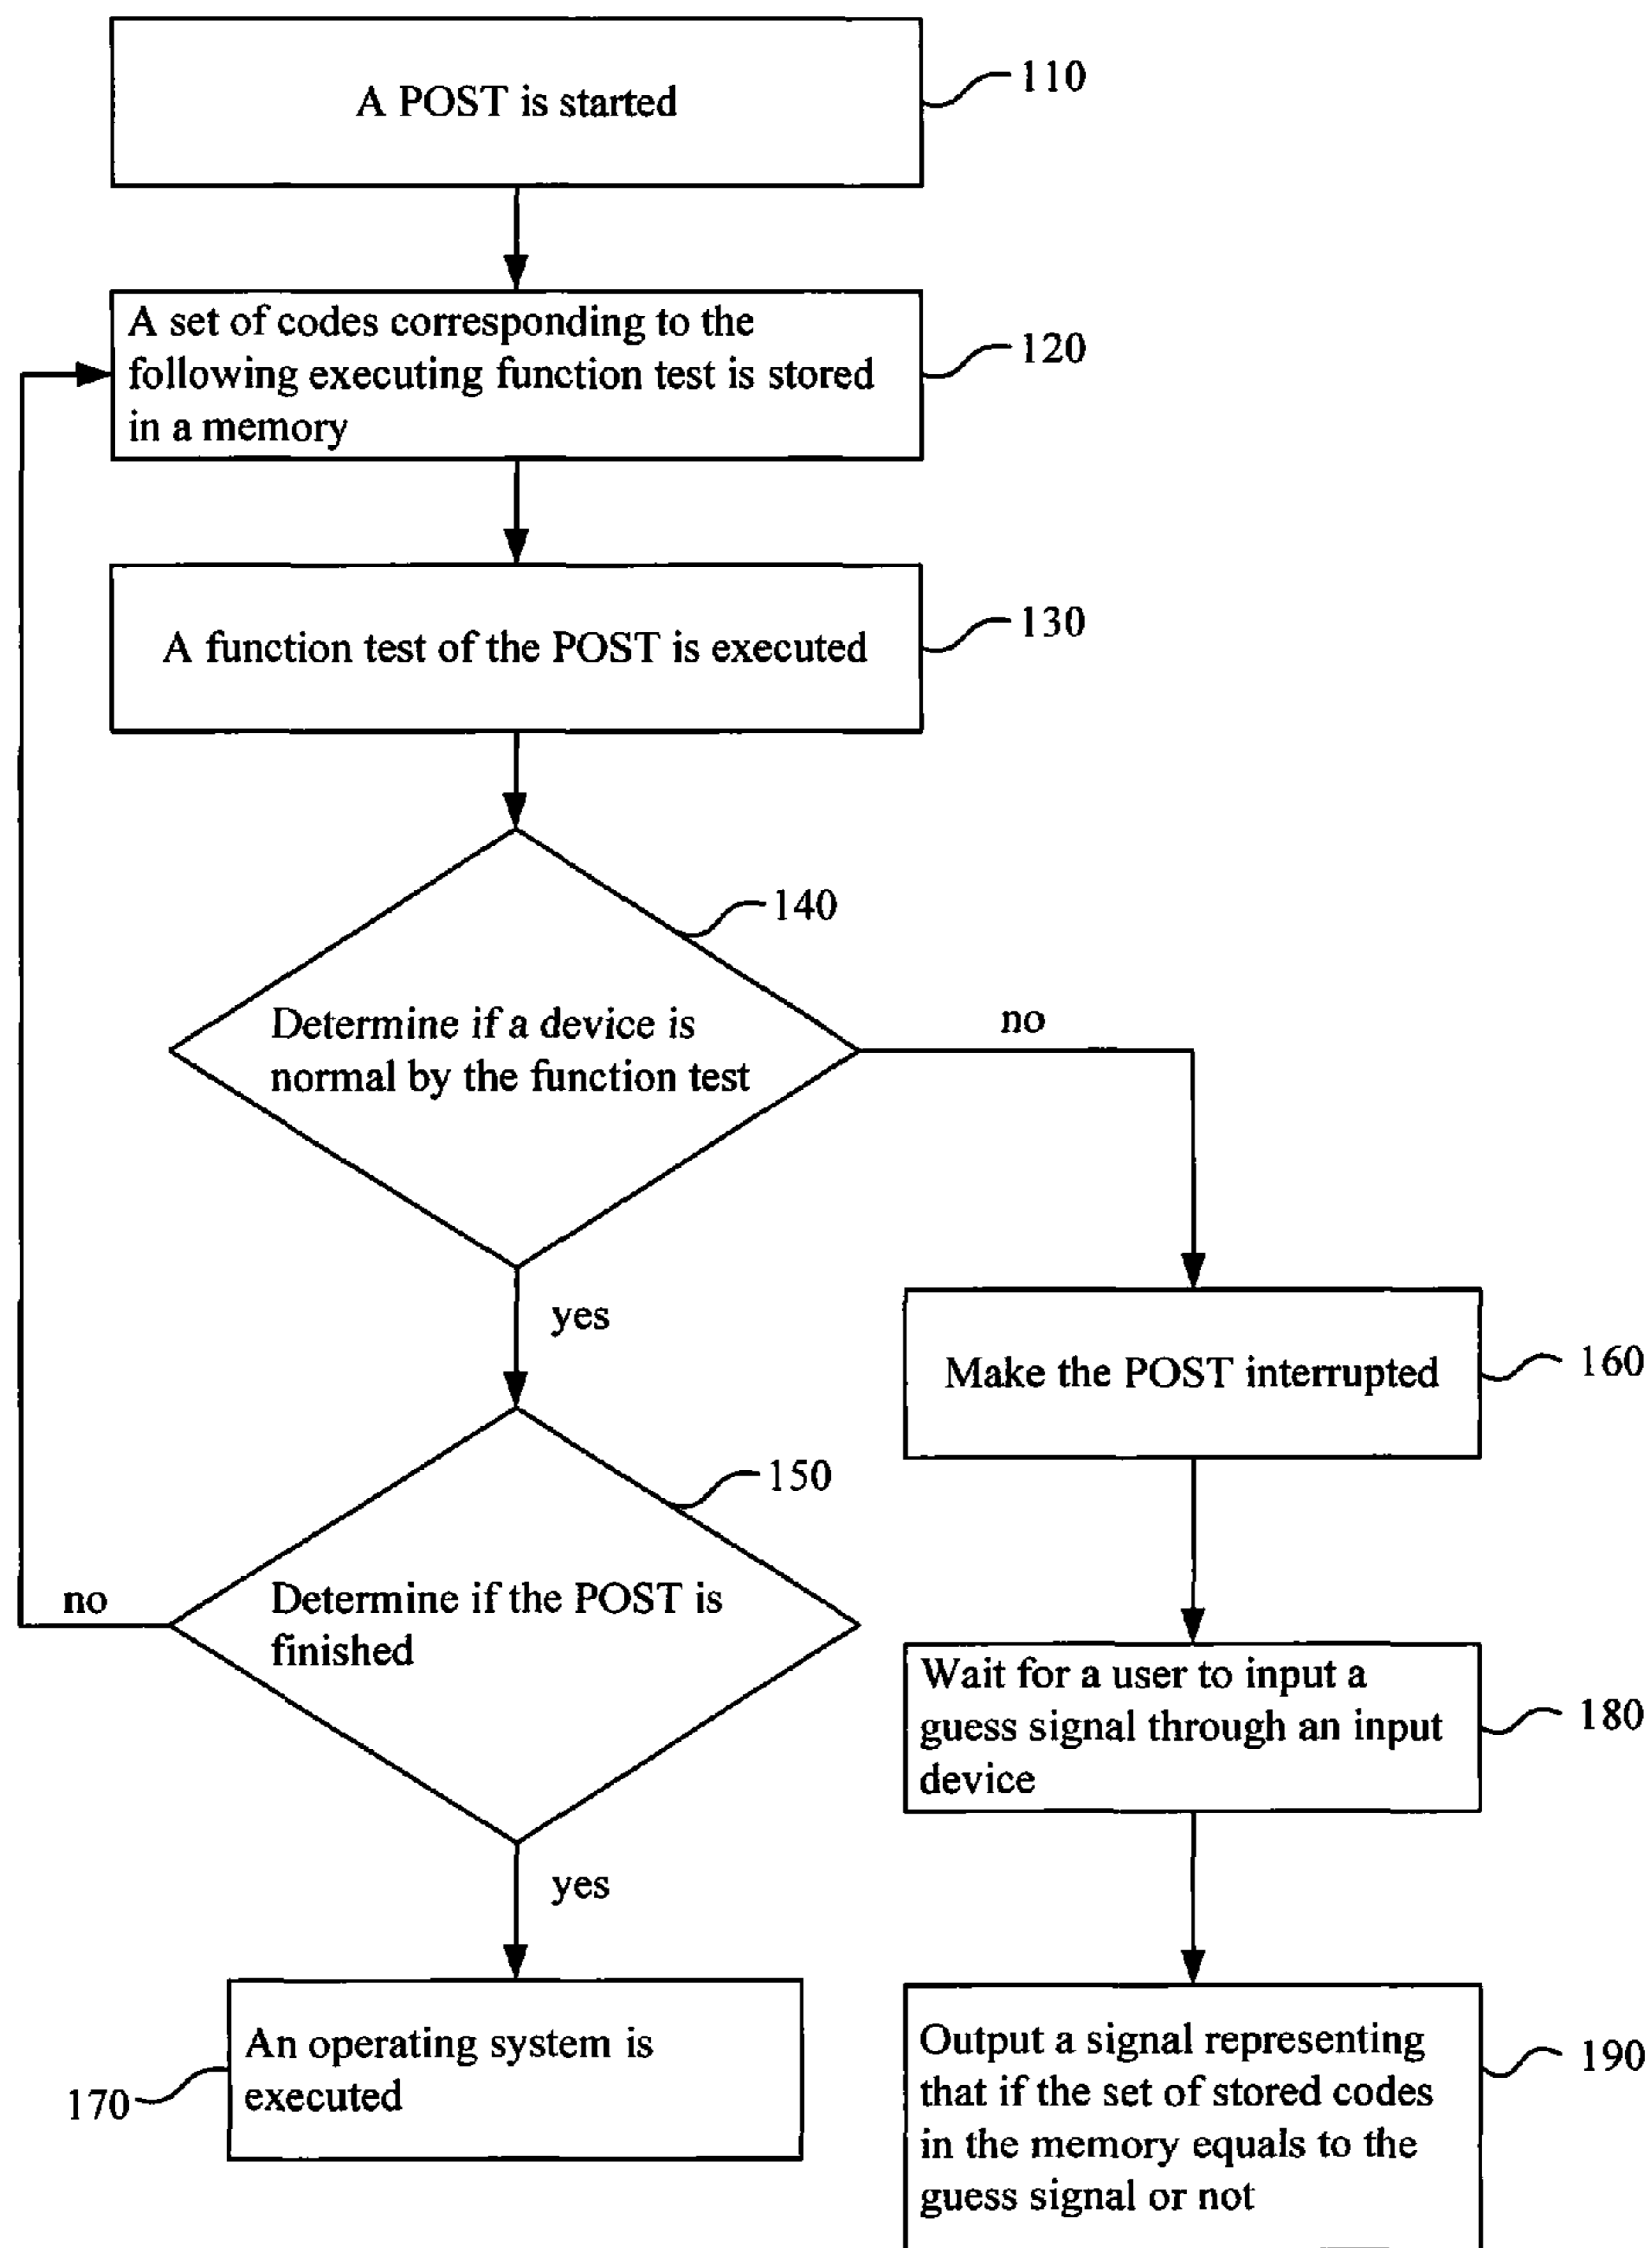 A POST is started
110
A set of codes corresponding to the
following executing function test is stored
in a memory
120
A function test of the POST is executed
130
140
Determine if a device is
normal by the function test
no
yes
Make the POST interrupted
160
150
Determine if the POST is
finished
no
yes
Wait for a user to input a
guess signal through an input
device
180
An operating system is
executed
170
Output a signal representing
that if the set of stored codes
in the memory equals to the
guess signal or not
190